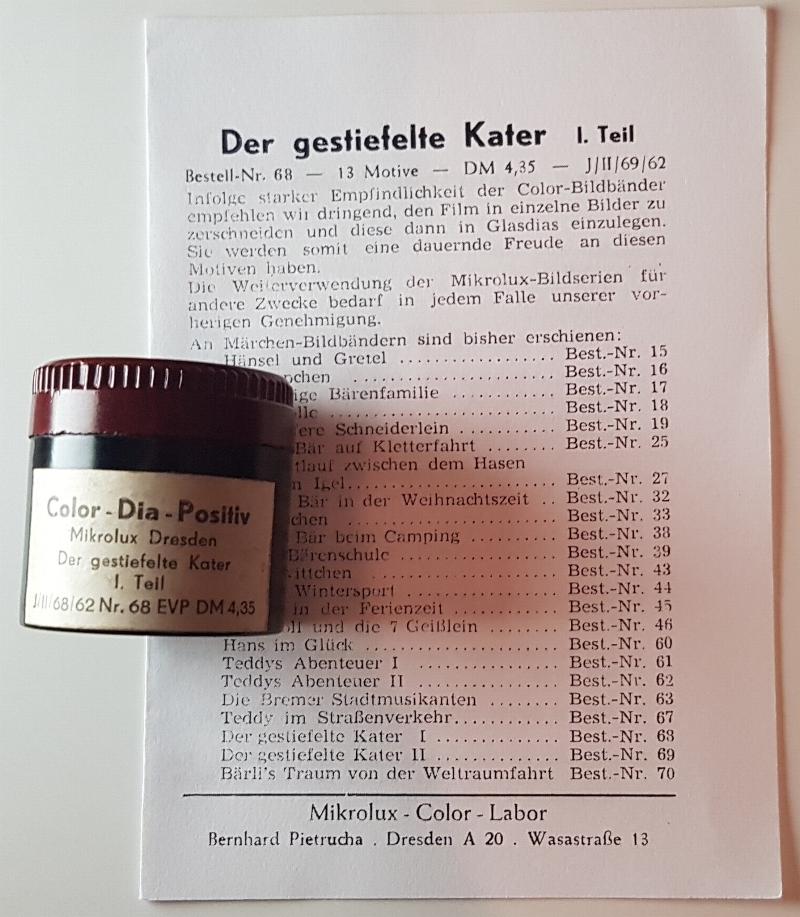 Der gestiefelte Kater I. Teil
Bestell-Nr. 68 — 13 Motive — DM 4,35 — J/II/69/62
Infolge starker Empfindlichkeit der Color-Bildbänder
empfehlen wir dringend, den Film in einzelne Bilder zu
zerschneiden und diese dann in Glasdias einzulegen.
Sie werden somit eine dauernde Freude an diesen
Motiven haben.
Die Weiterverwendung der Mikrolux-Bildserien für
andere Zwecke bedarf in jedem Falle unserer vor-
herigen Genehmigung.
An Märchen-Bildbändern sind bisher erschienen:
Hänsel und Gretel ................. Best.-Nr. 15
pchen .................. Best.-Nr. 16
ige Bärenfamilie ............ Best.-Nr. 17
lle .................... Best.-Nr. 18
fere Schneiderlein ........... Best.-Nr. 19
Bär auf Kletterfahrt ........ Best.-Nr. 25
tlauf zwischen dem Hasen
n Igel...................... Best.-Nr. 27
Bär in der Weihnachtszeit .. Best.-Nr. 32
chen .................... Best.-Nr. 33
Bär beim Camping .......... Best.-Nr. 38
Bärenschule ................. Best.-Nr. 39
ittchen .................. Best.-Nr. 43
Wintersport ................. Best.-Nr. 44
in der Ferienzeit ............ Best.-Nr. 45
lf und die 7 Geißlein ........ Best.-Nr. 46
Hans im Glück .................... Best.-Nr. 60
Teddys Abenteuer I .............. Best.-Nr. 61
Teddys Abenteuer II ............. Best.-Nr. 62
Die Bremer Stadtmusikanten ....... Best.-Nr. 63
Teddy im Straßenverkehr........... Best.-Nr. 67
Der gestiefelte Kater I ............ Best.-Nr. 68
Der gestiefelte Kater II ............ Best.-Nr. 69
Bärli's Traum von der Weltraumfahrt Best.-Nr. 70
Mikrolux - Color - Labor
Bernhard Pietrucha . Dresden A 20 . Wasastraße 13
Color - Dia - Positiv
Mikrolux Dresden
Der gestiefelte Kater
I. Teil
J/II/68/62 Nr. 68 EVP DM 4,35